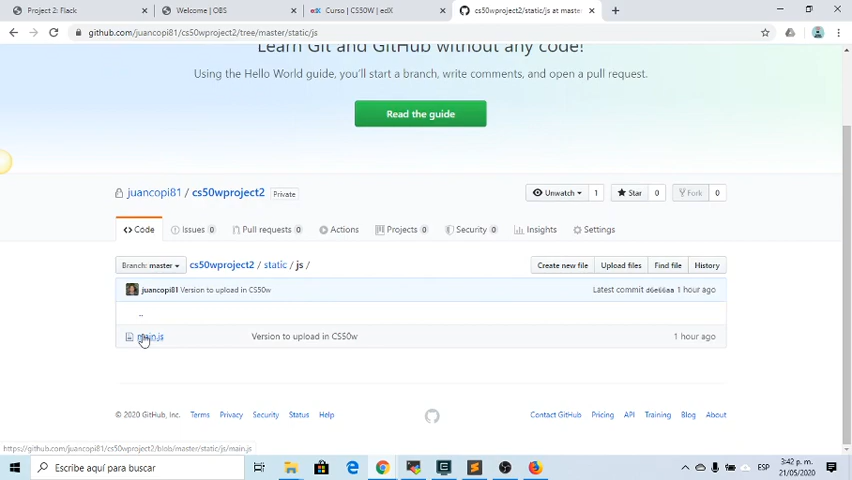 Project 2: Flack
Welcome | OBS
edX Curso | CS50W | edX
cs50wproject2/static/js at maste
github.com/juancopi81/cs50wproject2/tree/master/static/js
Learn Git and GitHub without any code!
Using the Hello World guide, you'll start a branch, write comments, and open a pull request.
Read the guide
juancopi81 / cs50wproject2 Private
Unwatch 1 Star 0 Fork 0
Code Issues 0 Pull requests 0 Actions Projects 0 Security 0 Insights Settings
Branch: master cs50wproject2 / static / js /
Create new file Upload files Find file History
juancopi81 Version to upload in CS50w Latest commit d6e66aa 1 hour ago
..
main.js Version to upload in CS50w 1 hour ago
© 2020 GitHub, Inc. Terms Privacy Security Status Help
Contact GitHub Pricing API Training Blog About
https://github.com/juancopi81/cs50wproject2/blob/master/static/js/main.js
Escribe aquí para buscar
ESP
3:42 p. m.
21/05/2020